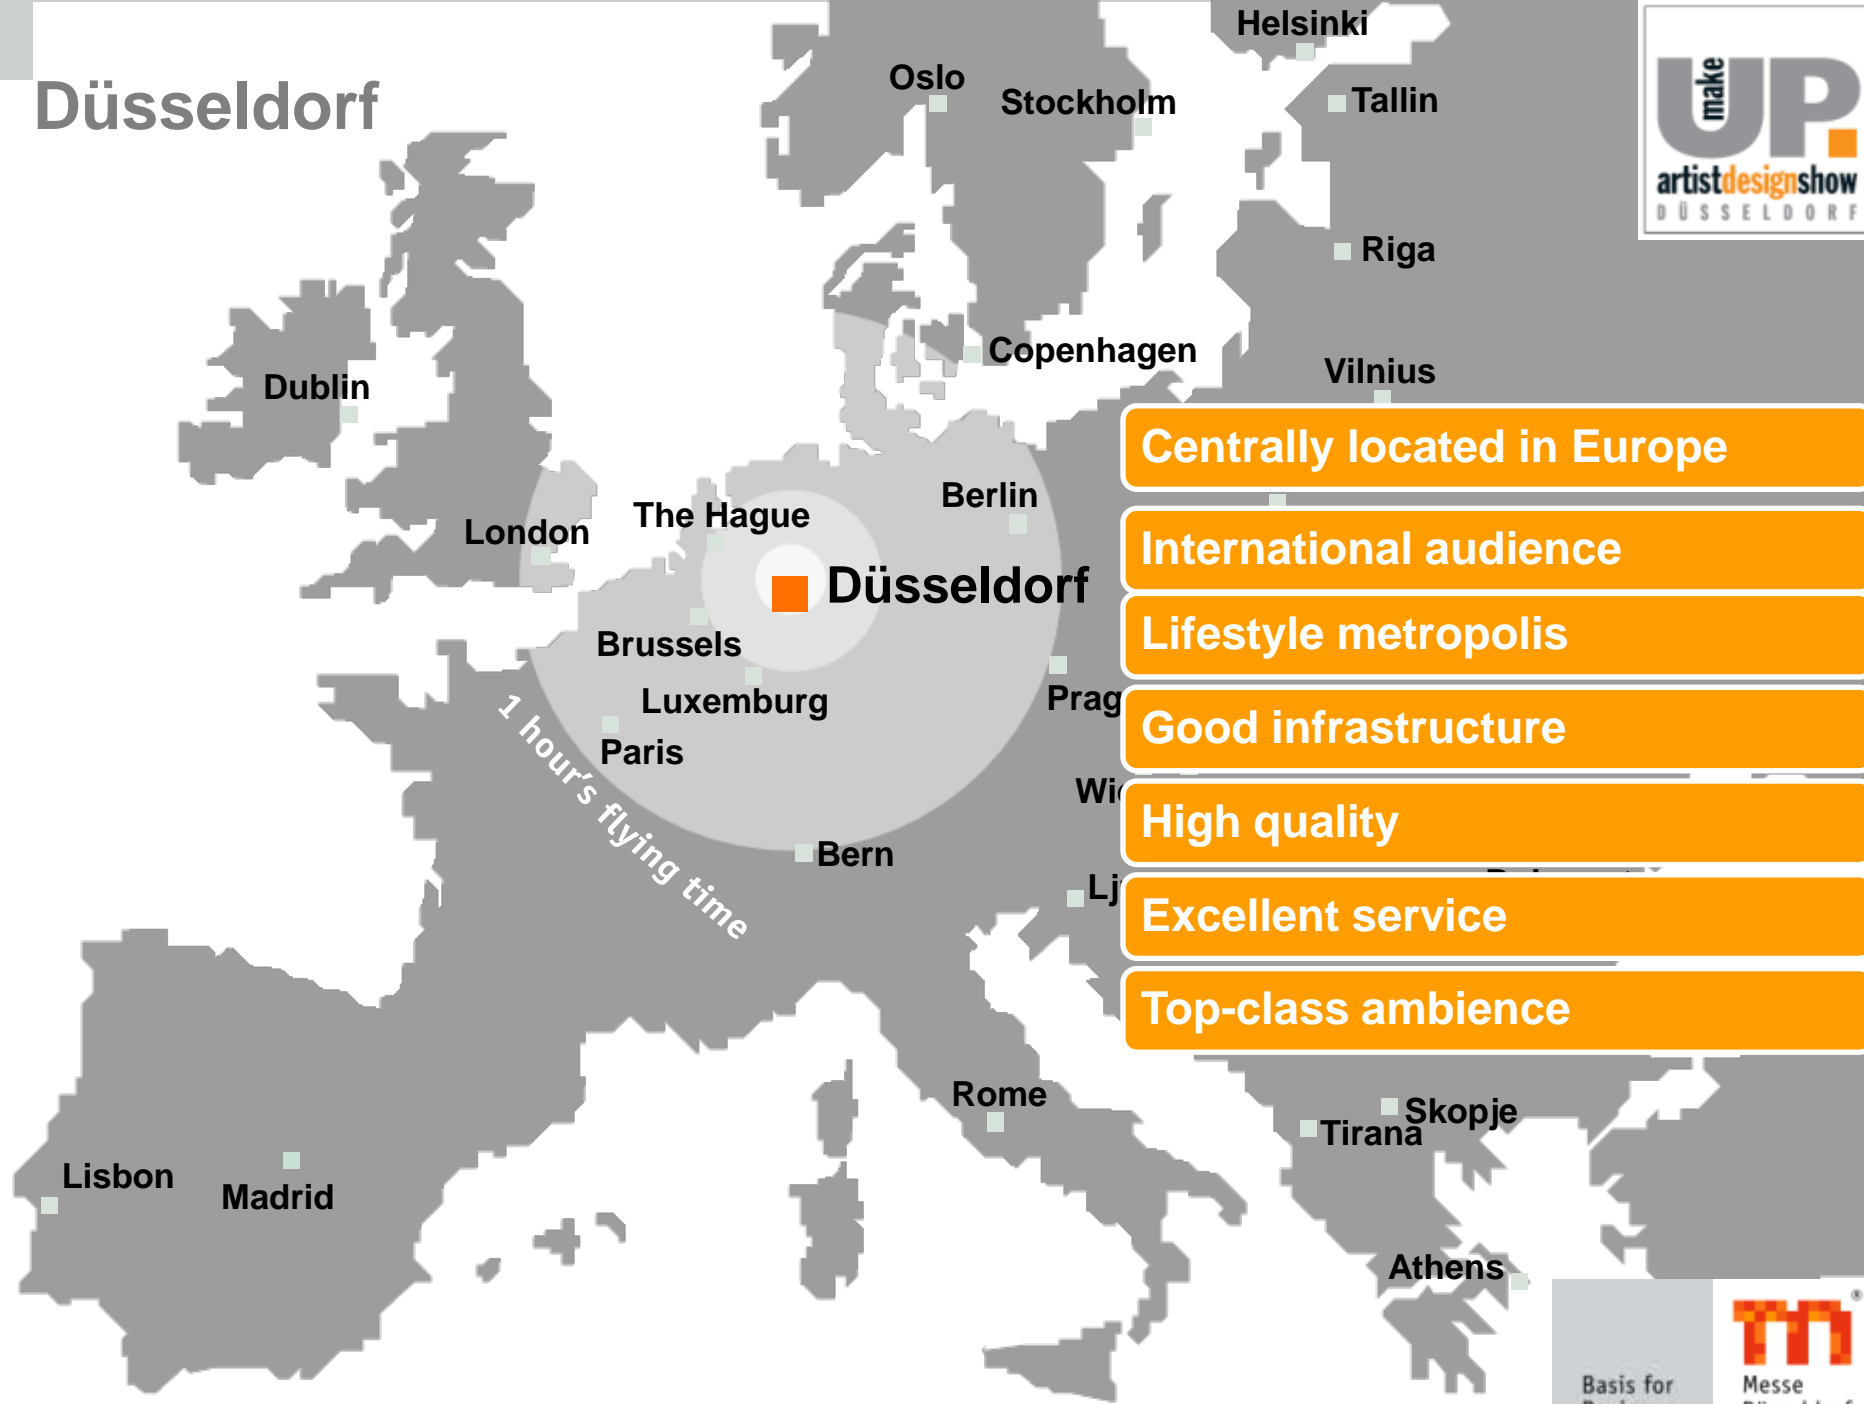 Düsseldorf
Helsinki
Oslo
Stockholm
Tallin
make
UP.
artistdesignshow
DÜSSELDORF
Riga
Copenhagen
Vilnius
Dublin
Centrally located in Europe
Berlin
The Hague
London
International audience
Düsseldorf
Lifestyle metropolis
Brussels
Luxemburg
Prag
Good infrastructure
Paris
1 hour's flying time
High quality
Bern
Excellent service
Top-class ambience
Rome
Skopje
Tirana
Lisbon
Madrid
Athens
Basis for
Messe